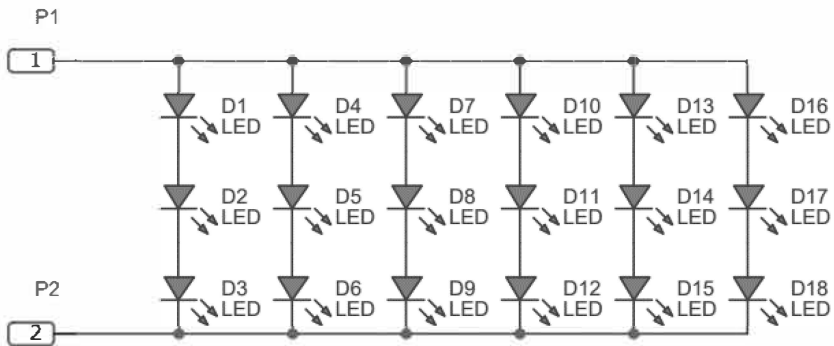 P1
1
D1 D4 D7 D10 D13 D16
LED LED LED LED LED LED
D2 D5 D8 D11 D14 D17
LED LED LED LED LED LED
P2
D3 D6 D9 D12 D15 D18
LED LED LED LED LED LED
2